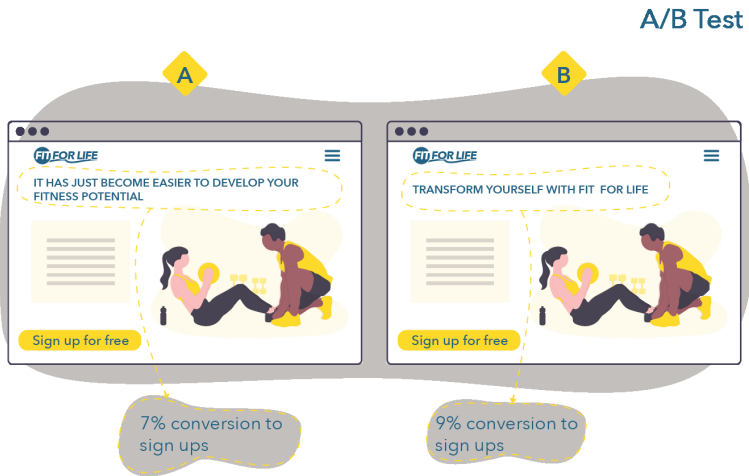 A/B Test
A
B
FIT FOR LIFE
IT HAS JUST BECOME EASIER TO DEVELOP YOUR
FITNESS POTENTIAL
Sign up for free
FIT FOR LIFE
TRANSFORM YOURSELF WITH FIT FOR LIFE
Sign up for free
7% conversion to
sign ups
9% conversion to
sign ups